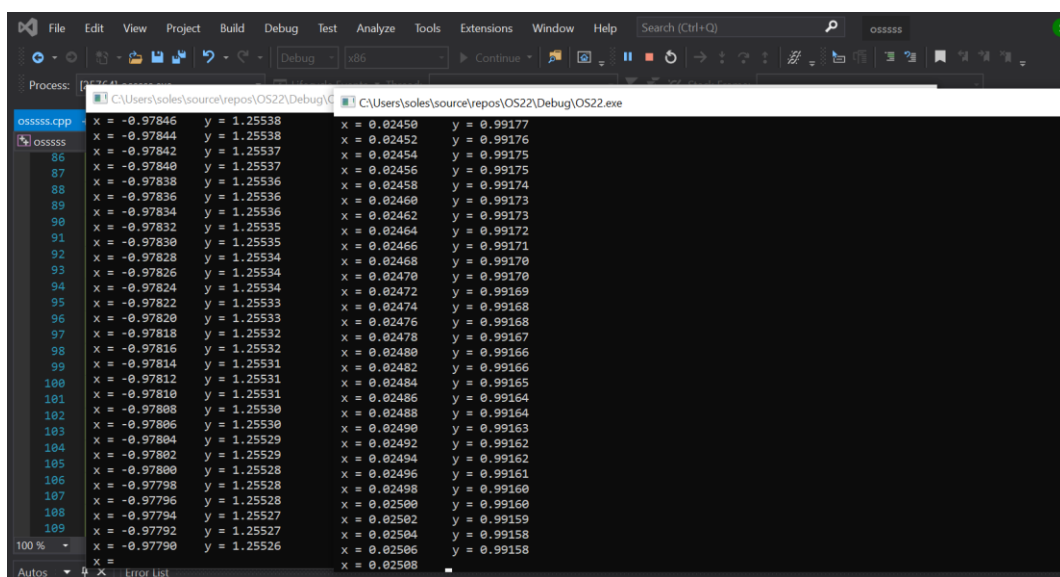 File Edit View Project Build Debug Test Analyze Tools Extensions Window Help Search (Ctrl+Q) osssss
Debug x86 Continue
Process:
C:\Users\soles\source\repos\OS22\Debug\O
C:\Users\soles\source\repos\OS22\Debug\OS22.exe
osssss.cpp
osssss
86
87
88
89
90
91
92
93
94
95
96
97
98
99
100
101
102
103
104
105
106
107
108
109
100 %
Autos Error List
x = -0.97846 y = 1.25538
x = -0.97844 y = 1.25538
x = -0.97842 y = 1.25537
x = -0.97840 y = 1.25537
x = -0.97838 y = 1.25536
x = -0.97836 y = 1.25536
x = -0.97834 y = 1.25536
x = -0.97832 y = 1.25535
x = -0.97830 y = 1.25535
x = -0.97828 y = 1.25534
x = -0.97826 y = 1.25534
x = -0.97824 y = 1.25534
x = -0.97822 y = 1.25533
x = -0.97820 y = 1.25533
x = -0.97818 y = 1.25532
x = -0.97816 y = 1.25532
x = -0.97814 y = 1.25531
x = -0.97812 y = 1.25531
x = -0.97810 y = 1.25531
x = -0.97808 y = 1.25530
x = -0.97806 y = 1.25530
x = -0.97804 y = 1.25529
x = -0.97802 y = 1.25529
x = -0.97800 y = 1.25528
x = -0.97798 y = 1.25528
x = -0.97796 y = 1.25528
x = -0.97794 y = 1.25527
x = -0.97792 y = 1.25527
x = -0.97790 y = 1.25526
x =
x = 0.02450 y = 0.99177
x = 0.02452 y = 0.99176
x = 0.02454 y = 0.99175
x = 0.02456 y = 0.99175
x = 0.02458 y = 0.99174
x = 0.02460 y = 0.99173
x = 0.02462 y = 0.99173
x = 0.02464 y = 0.99172
x = 0.02466 y = 0.99171
x = 0.02468 y = 0.99170
x = 0.02470 y = 0.99170
x = 0.02472 y = 0.99169
x = 0.02474 y = 0.99168
x = 0.02476 y = 0.99168
x = 0.02478 y = 0.99167
x = 0.02480 y = 0.99166
x = 0.02482 y = 0.99166
x = 0.02484 y = 0.99165
x = 0.02486 y = 0.99164
x = 0.02488 y = 0.99164
x = 0.02490 y = 0.99163
x = 0.02492 y = 0.99162
x = 0.02494 y = 0.99162
x = 0.02496 y = 0.99161
x = 0.02498 y = 0.99160
x = 0.02500 y = 0.99160
x = 0.02502 y = 0.99159
x = 0.02504 y = 0.99158
x = 0.02506 y = 0.99158
x = 0.02508